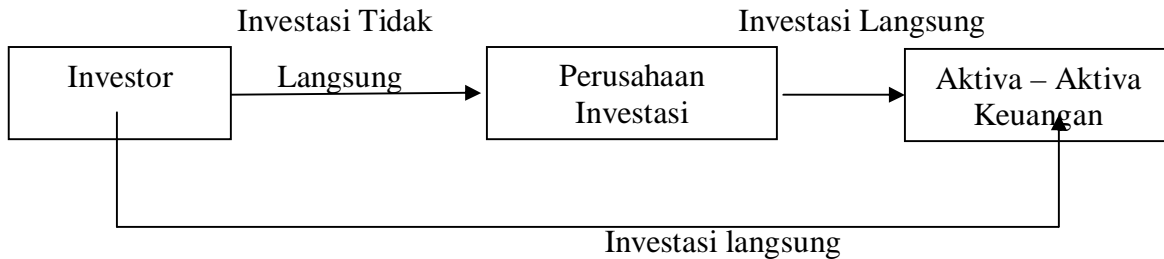 Investasi Tidak
Investasi Langsung
Investor
Langsung
Perusahaan
Investasi
Aktiva – Aktiva
Keuangan
Investasi langsung